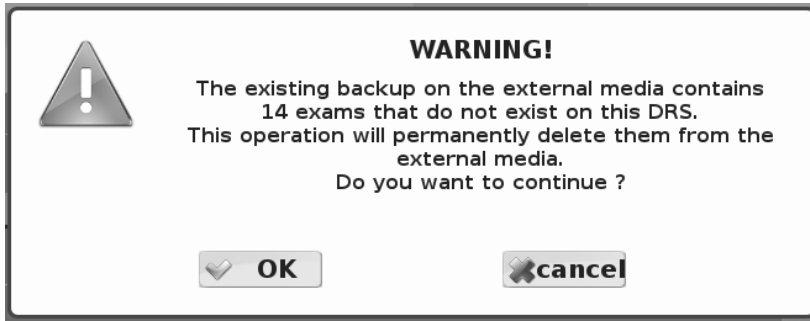 WARNING!
The existing backup on the external media contains
14 exams that do not exist on this DRS.
This operation will permanently delete them from the
external media.
Do you want to continue ?
OK
cancel